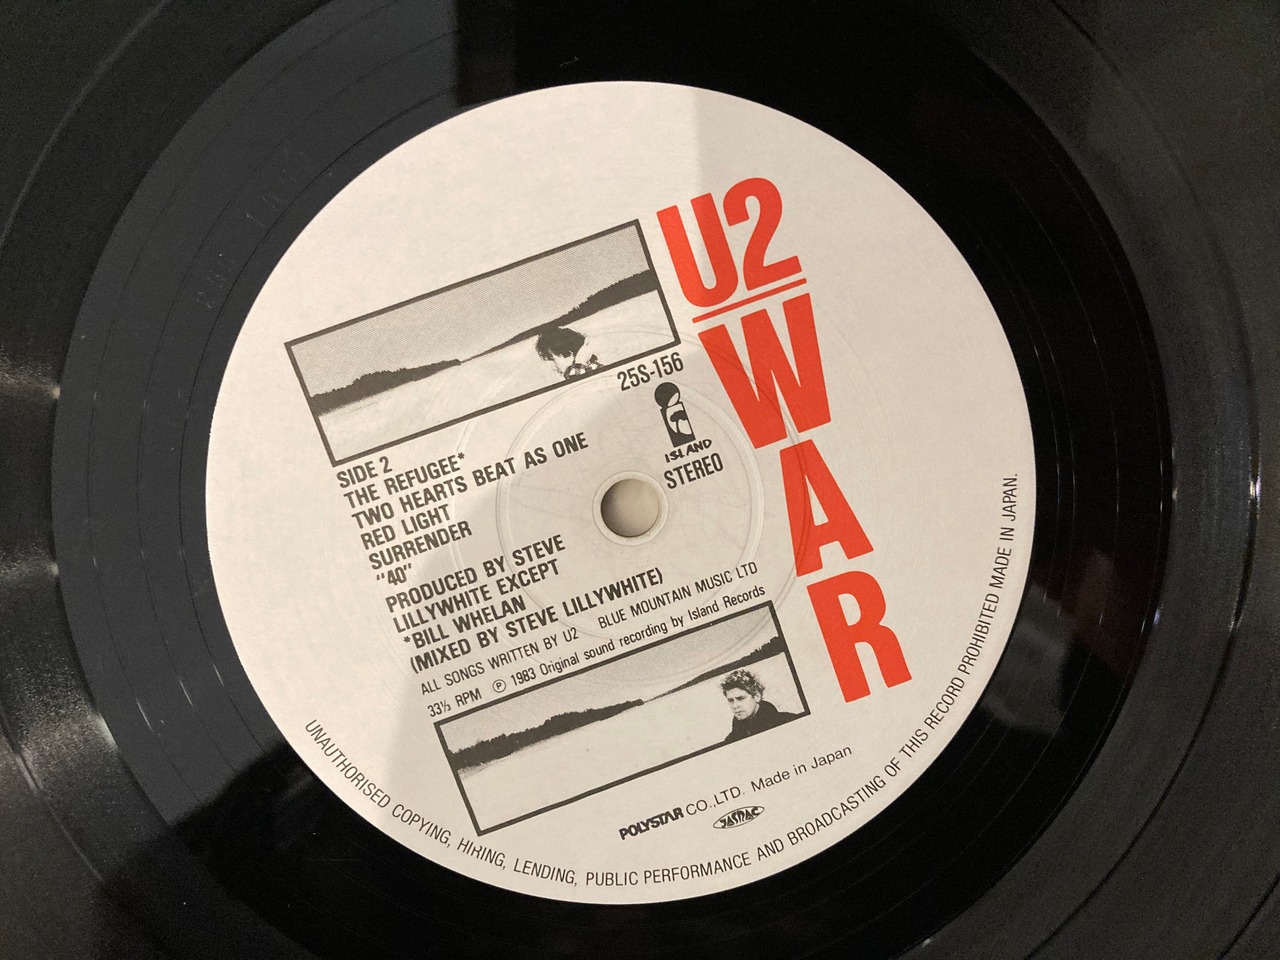 U2
WAR
25S-156
ISLAND
STEREO
SIDE 2
THE REFUGEE*
TWO HEARTS BEAT AS ONE
RED LIGHT
SURRENDER
"40"
PRODUCED BY STEVE
LILLYWHITE EXCEPT
*BILL WHELAN
(MIXED BY STEVE LILLYWHITE)
ALL SONGS WRITTEN BY U2 BLUE MOUNTAIN MUSIC LTD
33⅓ RPM Ⓟ 1983 Original sound recording by Island Records
POLYSTAR CO.,LTD. Made in Japan
JASRAC
UNAUTHORISED COPYING, HIRING, LENDING, PUBLIC PERFORMANCE AND BROADCASTING OF THIS RECORD PROHIBITED MADE IN JAPAN.